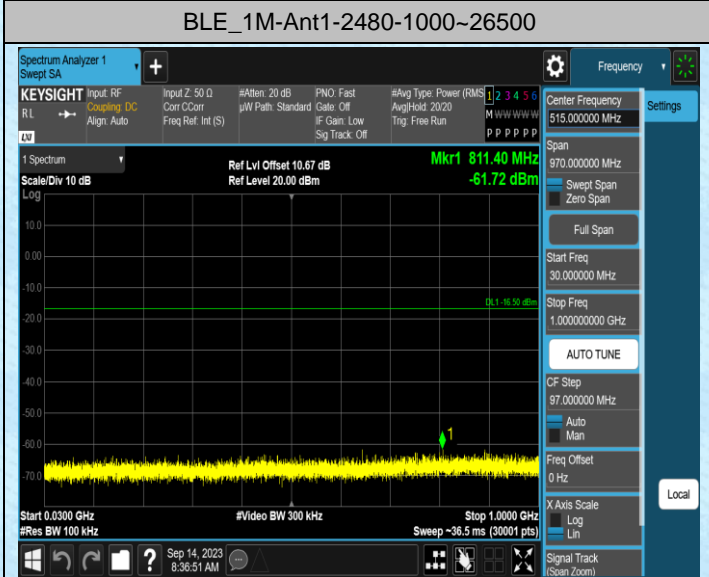 BLE_1M-Ant1-2480-1000~26500
Spectrum Analyzer 1
Swept SA
+
Frequency
KEYSIGHT
RL
LXI
Input: RF
Coupling: DC
Align: Auto
Input Z: 50 Ω
Corr CCorr
Freq Ref: Int (S)
#Atten: 20 dB
µW Path: Standard
PNO: Fast
Gate: Off
IF Gain: Low
Sig Track: Off
#Avg Type: Power (RMS
Avg|Hold: 20/20
Trig: Free Run
1 2 3 4 5 6
M W W W W W
P P P P P P
1 Spectrum
Scale/Div 10 dB
Log
Ref Lvl Offset 10.67 dB
Ref Level 20.00 dBm
Mkr1 811.40 MHz
-61.72 dBm
10.0
0.00
-10.0
DL1 -16.50 dBm
-20.0
-30.0
-40.0
-50.0
1
-60.0
-70.0
Start 0.0300 GHz
#Video BW 300 kHz
Stop 1.0000 GHz
#Res BW 100 kHz
Sweep ~36.5 ms (30001 pts)
?
Sep 14, 2023
8:36:51 AM
Center Frequency
515.000000 MHz
Settings
Span
970.000000 MHz
Swept Span
Zero Span
Full Span
Start Freq
30.000000 MHz
Stop Freq
1.000000000 GHz
AUTO TUNE
CF Step
97.000000 MHz
Auto
Man
Freq Offset
0 Hz
Local
X Axis Scale
Log
Lin
Signal Track
(Span Zoom)